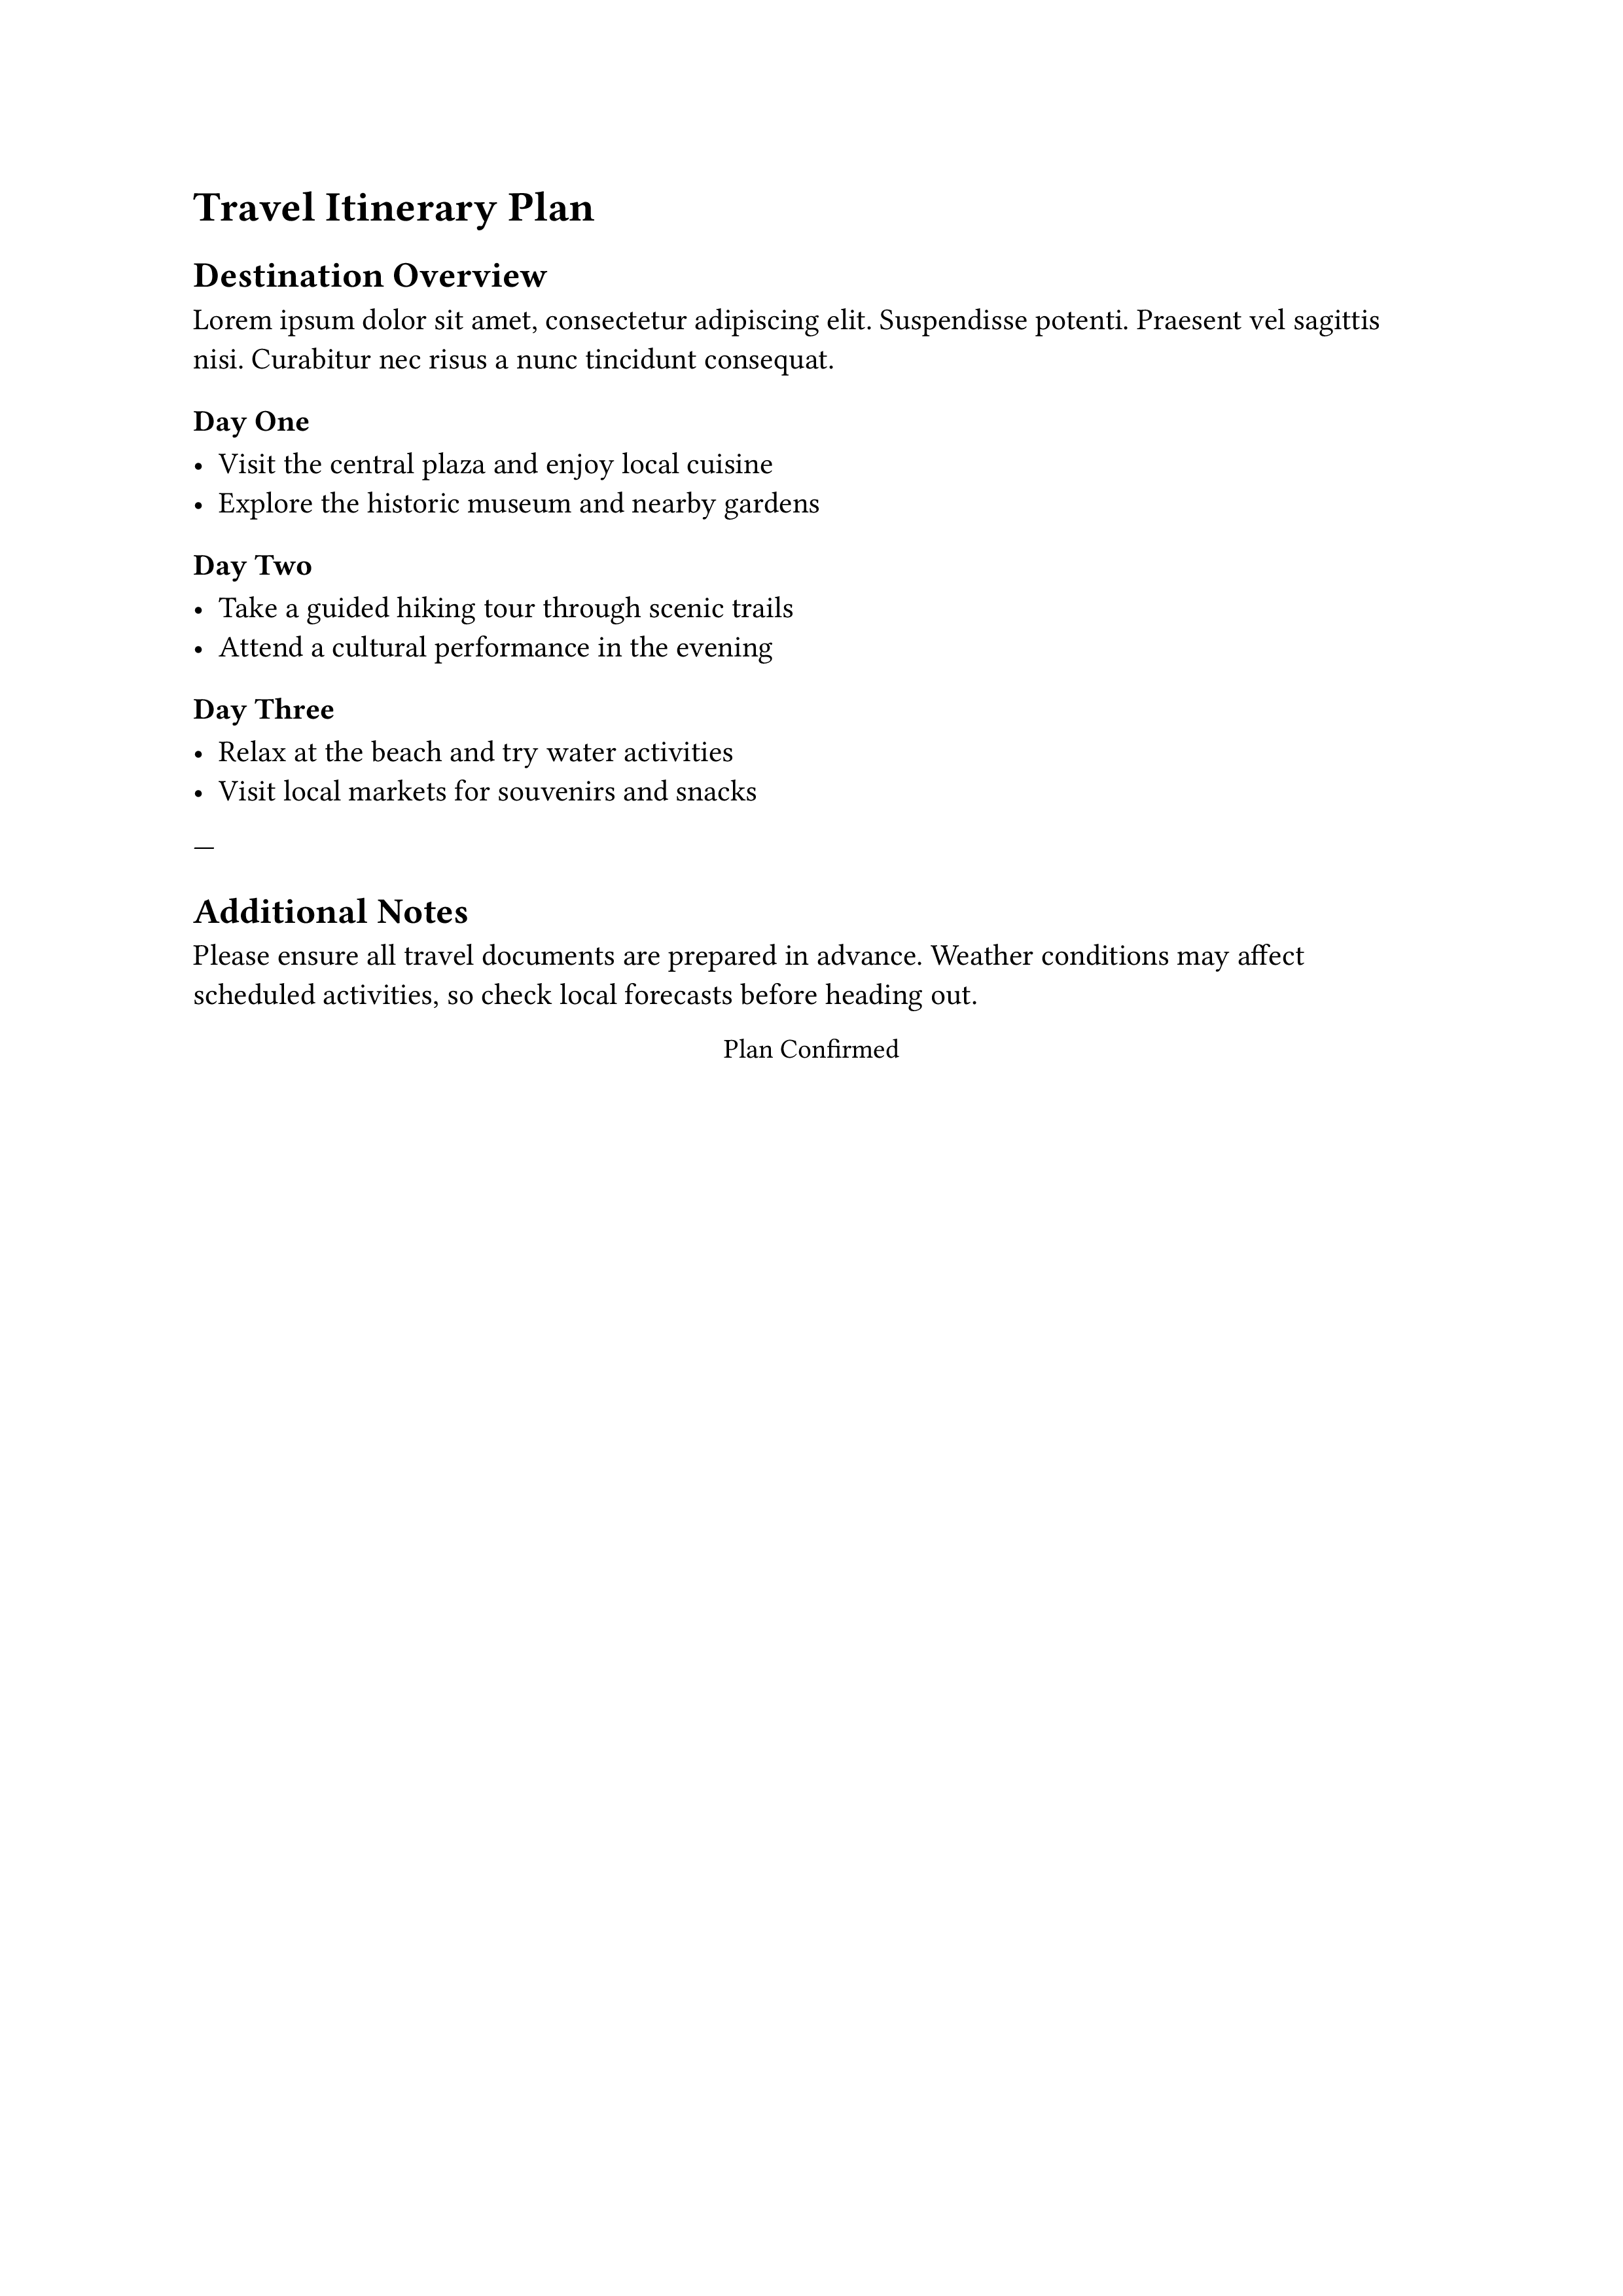 Travel Itinerary Plan
Destination Overview
Lorem ipsum dolor sit amet, consectetur adipiscing elit. Suspendisse potenti. Praesent vel sagittis
nisi. Curabitur nec risus a nunc tincidunt consequat.
Day One
• Visit the central plaza and enjoy local cuisine
• Explore the historic museum and nearby gardens
Day Two
• Take a guided hiking tour through scenic trails
• Attend a cultural performance in the evening
Day Three
• Relax at the beach and try water activities
• Visit local markets for souvenirs and snacks
—
Additional Notes
Please ensure all travel documents are prepared in advance. Weather conditions may affect
scheduled activities, so check local forecasts before heading out.
Plan Confirmed